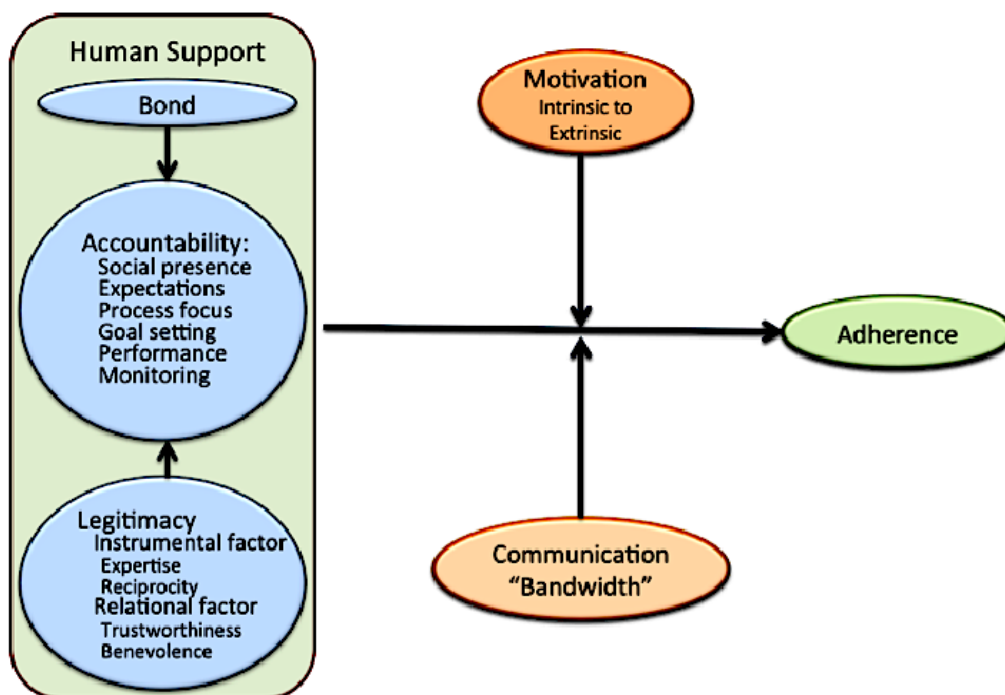 Human Support
Bond
Accountability:
Social presence
Expectations
Process focus
Goal setting
Performance
Monitoring
Legitimacy
Instrumental factor
Expertise
Reciprocity
Relational factor
Trustworthiness
Benevolence
Motivation
Intrinsic to
Extrinsic
Communication
“Bandwidth”
Adherence